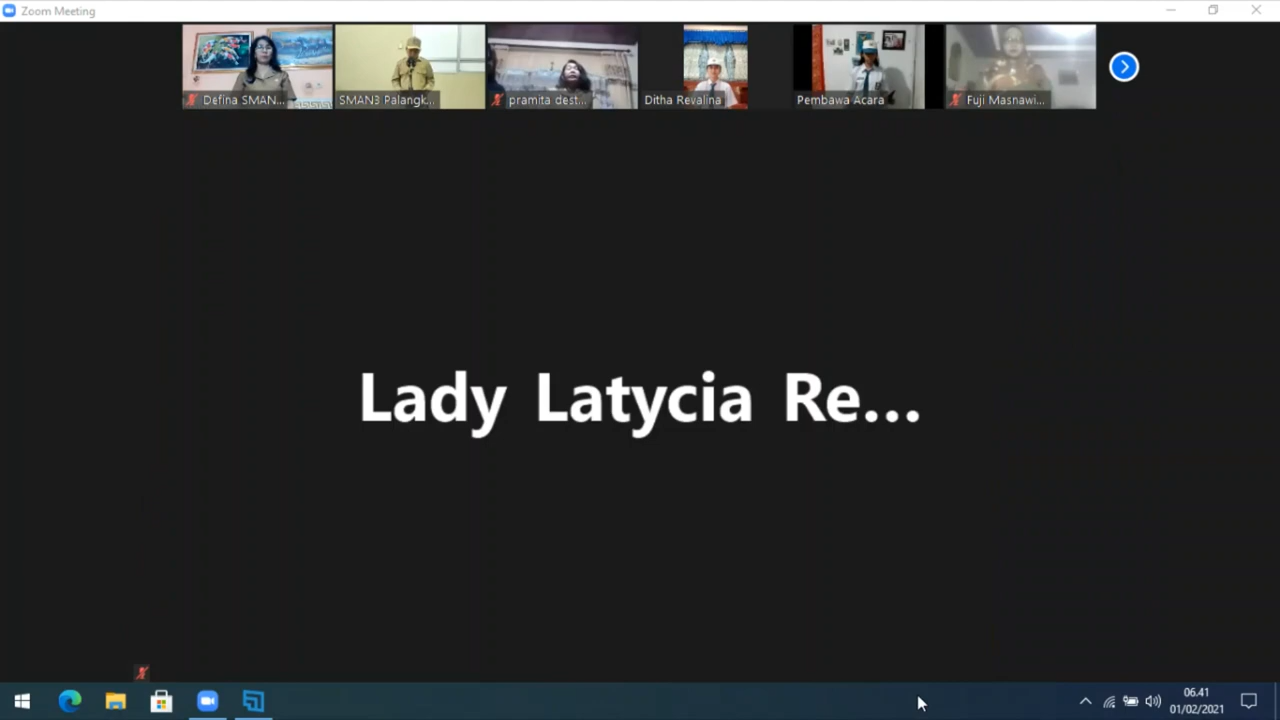 Zoom Meeting
Defina SMAN...
SMAN3 Palangk...
pramita dest...
Ditha Revalina
Pembawa Acara
Fuji Masnawi...
Lady Latycia Re...
06.41
01/02/2021